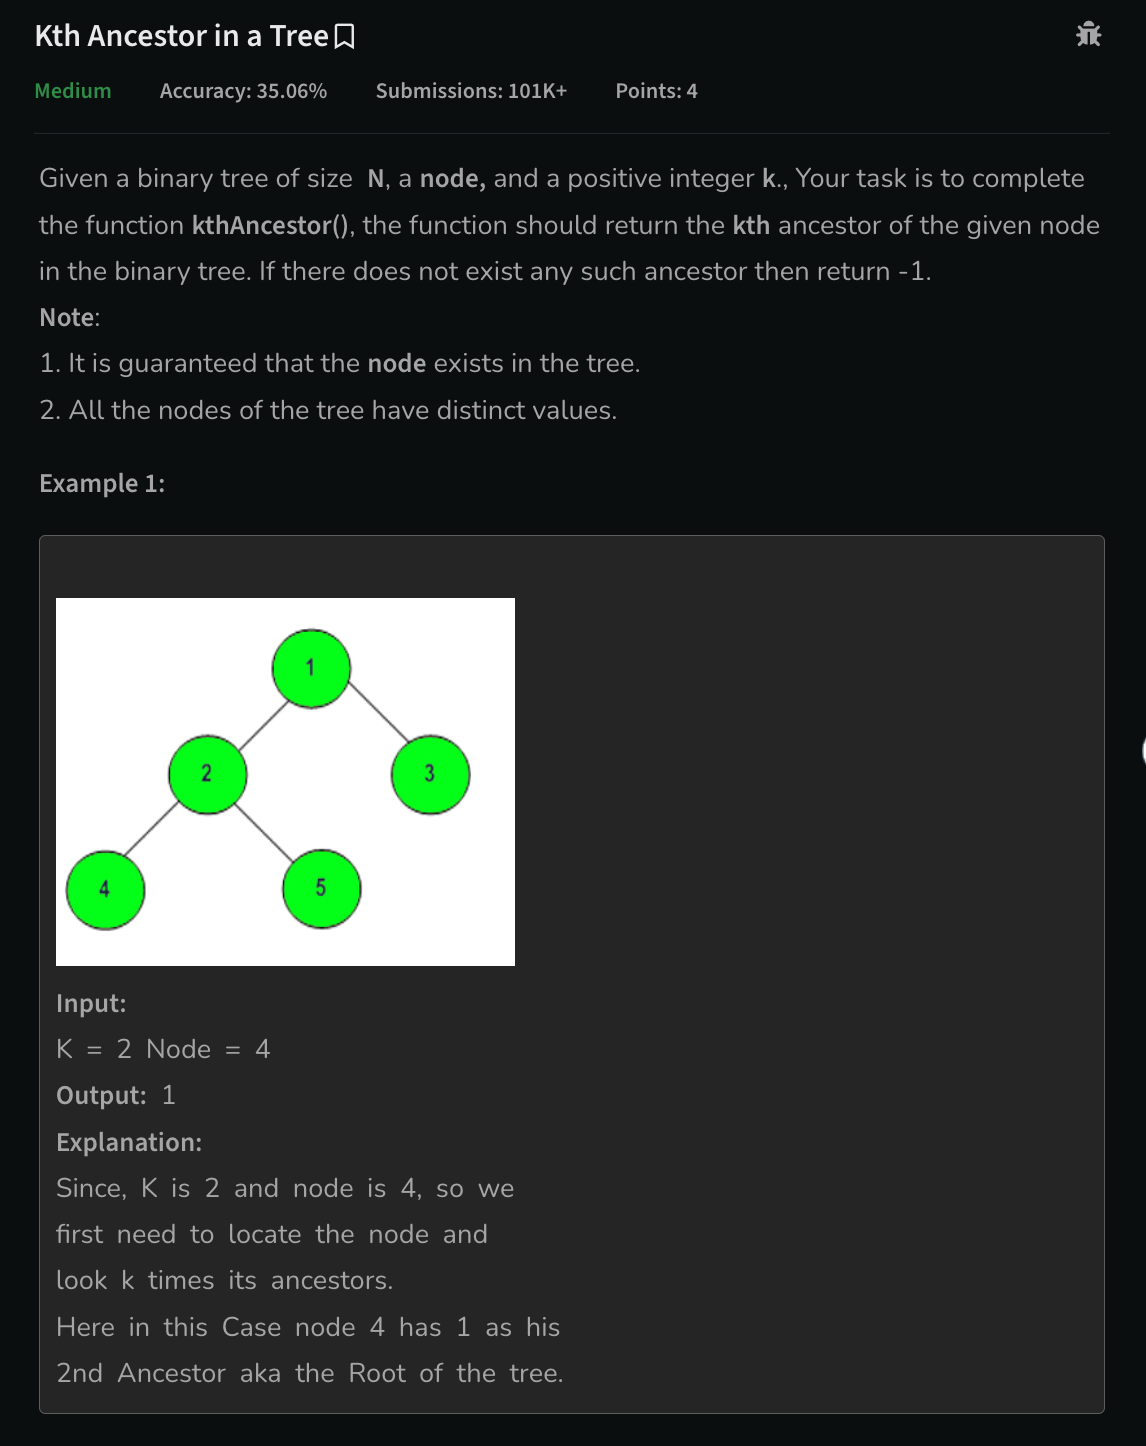 Kth Ancestor in a Tree
Medium Accuracy: 35.06% Submissions: 101K+ Points: 4
Given a binary tree of size N, a node, and a positive integer k., Your task is to complete
the function kthAncestor(), the function should return the kth ancestor of the given node
in the binary tree. If there does not exist any such ancestor then return -1.
Note:
1. It is guaranteed that the node exists in the tree.
2. All the nodes of the tree have distinct values.
Example 1:
1
2 3
4 5
Input:
K = 2 Node = 4
Output: 1
Explanation:
Since, K is 2 and node is 4, so we
first need to locate the node and
look k times its ancestors.
Here in this Case node 4 has 1 as his
2nd Ancestor aka the Root of the tree.